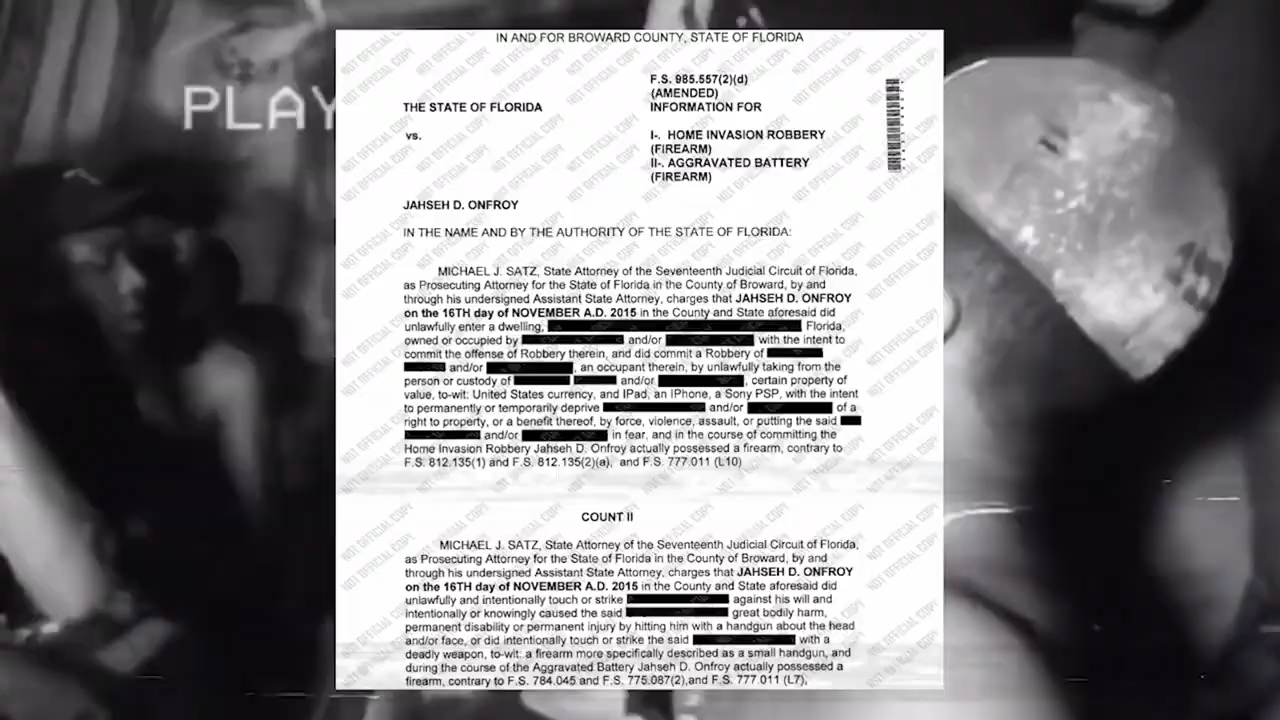 PLAY
IN AND FOR BROWARD COUNTY, STATE OF FLORIDA
F.S. 985.557(2)(d)
(AMENDED)
THE STATE OF FLORIDA
INFORMATION FOR
vs.
I-. HOME INVASION ROBBERY
(FIREARM)
II-. AGGRAVATED BATTERY
(FIREARM)
JAHSEH D. ONFROY
IN THE NAME AND BY THE AUTHORITY OF THE STATE OF FLORIDA:
MICHAEL J. SATZ, State Attorney of the Seventeenth Judicial Circuit of Florida,
as Prosecuting Attorney for the State of Florida in the County of Broward, by and
through his undersigned Assistant State Attorney, charges that JAHSEH D. ONFROY
on the 16TH day of NOVEMBER A.D. 2015 in the County and State aforesaid did
unlawfully enter a dwelling, Florida,
owned or occupied by and/or with the intent to
commit the offense of Robbery therein, and did commit a Robbery of
and/or , an occupant therein, by unlawfully taking from the
person or custody of and/or , certain property of
value, to-wit: United States currency, and IPad, an IPhone, a Sony PSP, with the intent
to permanently or temporarily deprive and/or of a
right to property, or a benefit thereof, by force, violence, assault, or putting the said
and/or in fear, and in the course of committing the
Home Invasion Robbery Jahseh D. Onfroy actually possessed a firearm, contrary to
F.S. 812.135(1) and F.S. 812.135(2)(a), and F.S. 777.011 (L10)
COUNT II
MICHAEL J. SATZ, State Attorney of the Seventeenth Judicial Circuit of Florida,
as Prosecuting Attorney for the State of Florida in the County of Broward, by and
through his undersigned Assistant State Attorney, charges that JAHSEH D. ONFROY
on the 16TH day of NOVEMBER A.D. 2015 in the County and State aforesaid did
unlawfully and intentionally touch or strike against his will and
intentionally or knowingly caused the said great bodily harm,
permanent disability or permanent injury by hitting him with a handgun about the head
and/or face, or did intentionally touch or strike the said with a
deadly weapon, to-wit: a firearm more specifically described as a small handgun, and
during the course of the Aggravated Battery Jahseh D. Onfroy actually possessed a
firearm, contrary to F.S. 784.045 and F.S. 775.087(2),and F.S. 777.011 (L7),
NOT OFFICIAL COPY